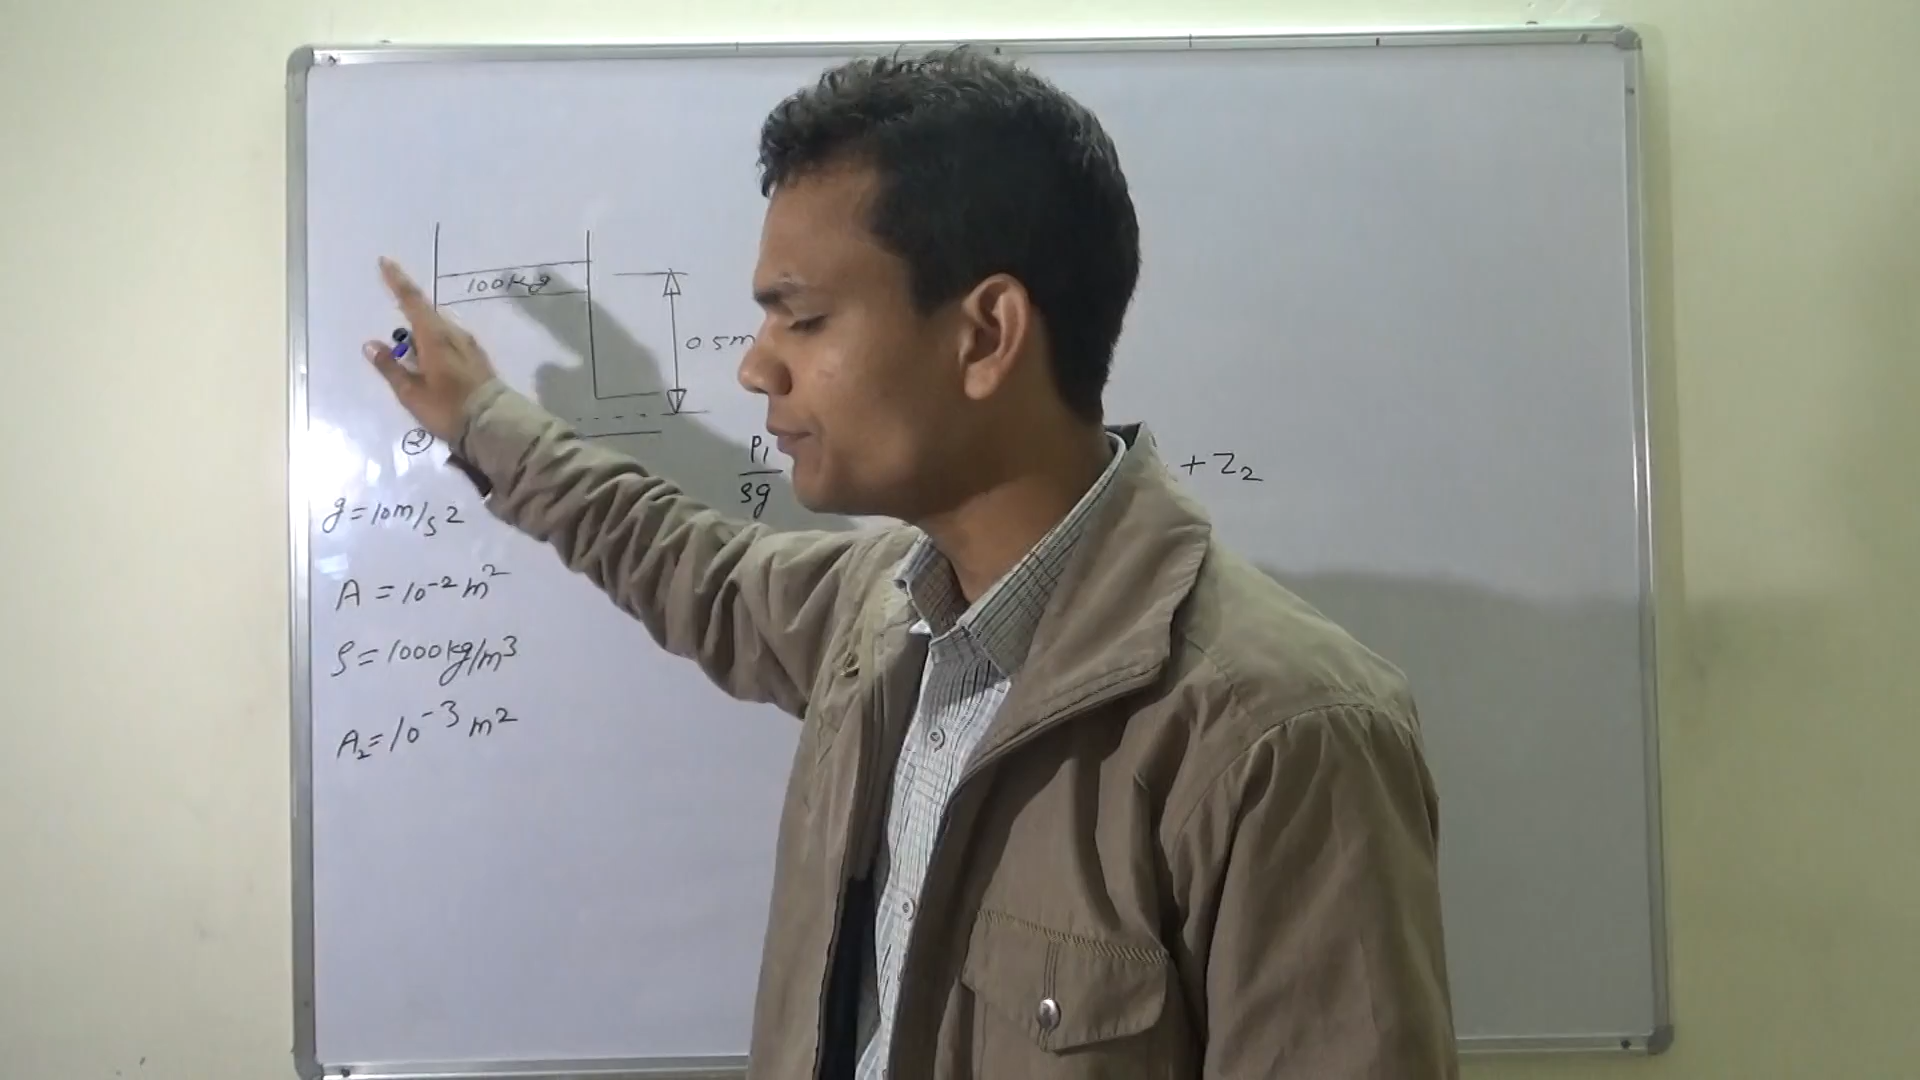 100kg
0.5m
②
P1
ρg
+ Z2
g=10m/s2
A = 10⁻² m²
ρ = 1000kg/m³
A₂= 10⁻³ m²